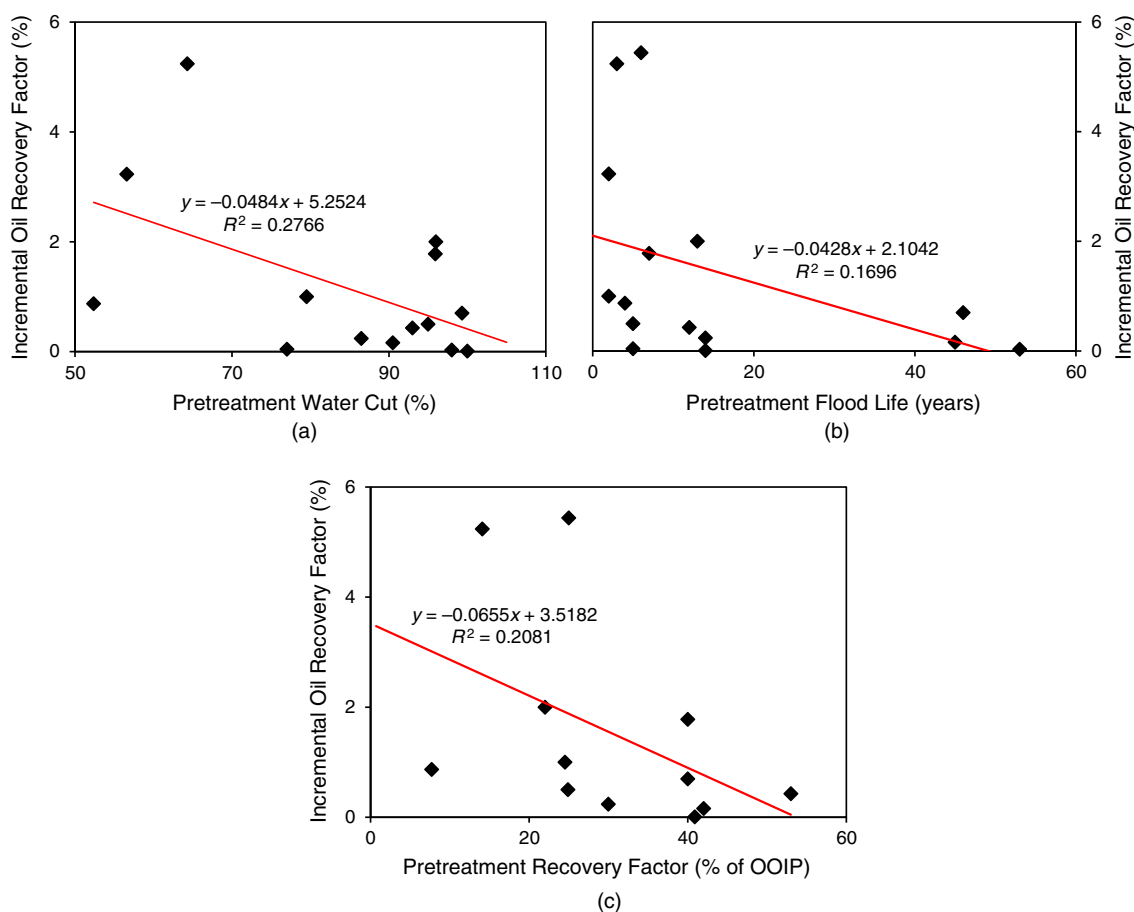 Incremental Oil Recovery Factor (%)
6
4
2
0
y = –0.0484x + 5.2524
R² = 0.2766
50
70
90
110
Pretreatment Water Cut (%)
(a)
y = –0.0428x + 2.1042
R² = 0.1696
0
20
40
60
Pretreatment Flood Life (years)
(b)
6
4
2
0
Incremental Oil Recovery Factor (%)
Incremental Oil Recovery Factor (%)
6
4
2
0
y = –0.0655x + 3.5182
R² = 0.2081
0
20
40
60
Pretreatment Recovery Factor (% of OOIP)
(c)